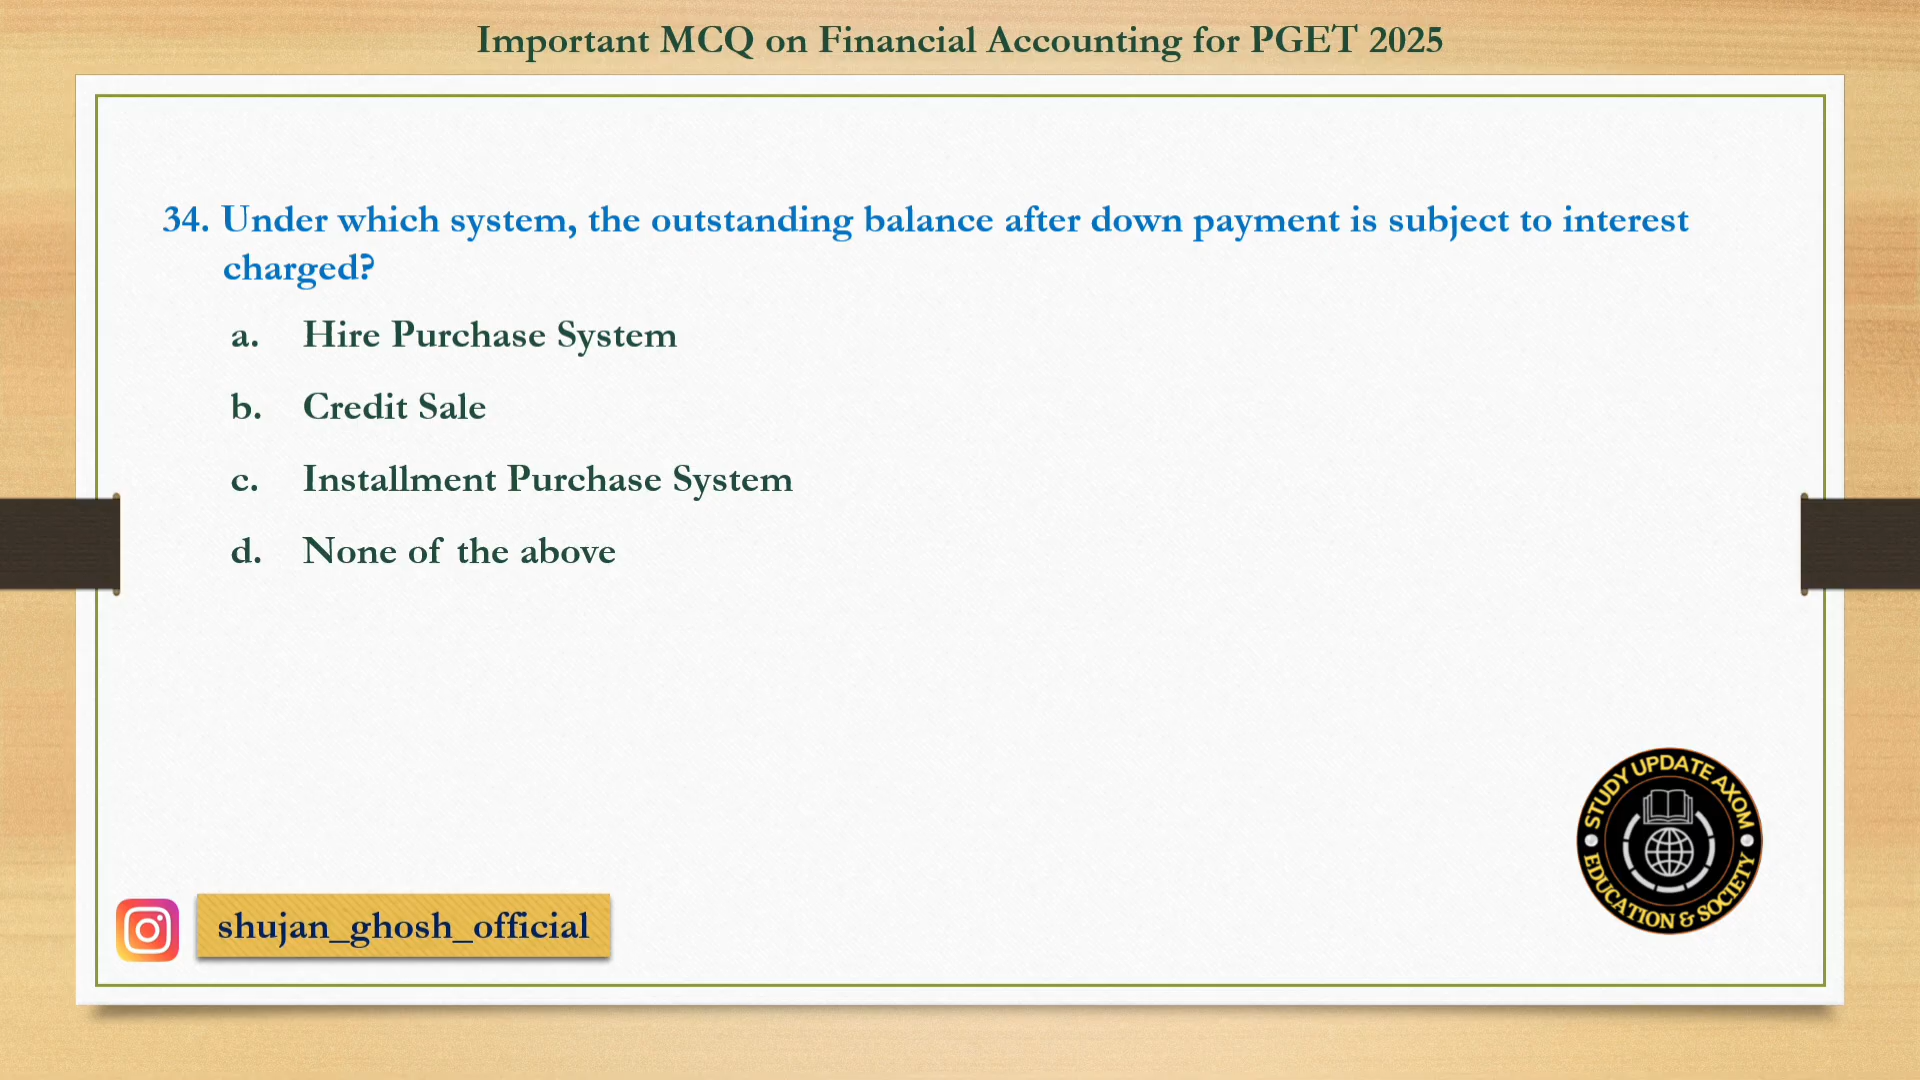 Important MCQ on Financial Accounting for PGET 2025
34. Under which system, the outstanding balance after down payment is subject to interest
charged?
a. Hire Purchase System
b. Credit Sale
c. Installment Purchase System
d. None of the above
STUDY UPDATE AXOM
EDUCATION & SOCIETY
shujan_ghosh_official